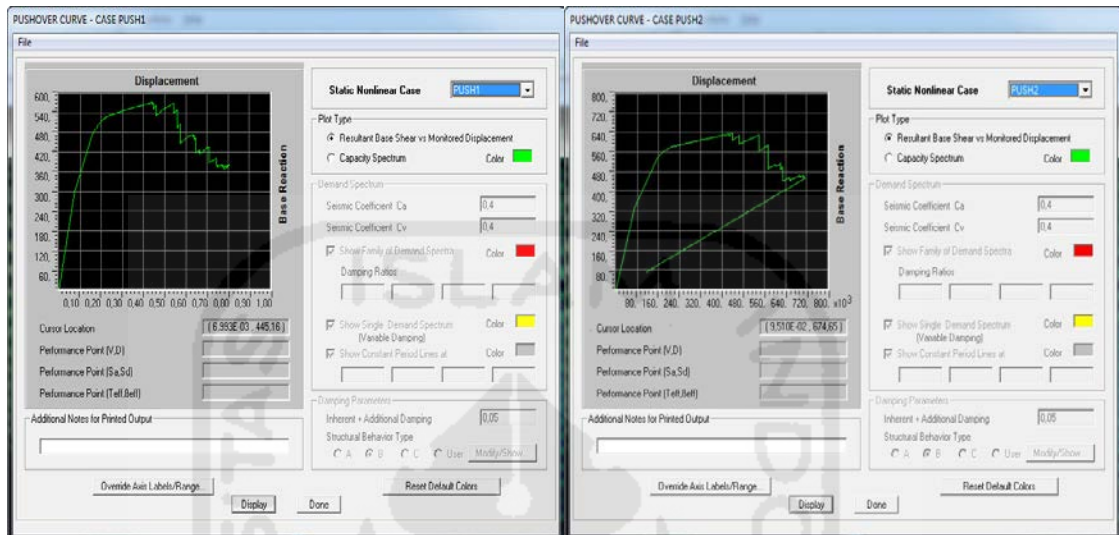 PUSHOVER CURVE - CASE PUSH1
File
Displacement
600,
540,
480,
420,
360,
300,
240,
180,
120,
60,
0,10 0,20 0,30 0,40 0,50 0,60 0,70 0,80 0,90 1,00
Base Reaction
Cursor Location
( 6,993E-03 , 445,16 )
Performance Point (V,D)
Performance Point (Sa,Sd)
Performance Point (Teff,Beff)
Additional Notes for Printed Output
Static Nonlinear Case
PUSH1
Plot Type
Resultant Base Shear vs Monitored Displacement
Capacity Spectrum
Color
Demand Spectrum
Seismic Coefficient Ca
0,4
Seismic Coefficient Cv
0,4
Show Family of Demand Spectra
Color
Damping Ratios
Show Single Demand Spectrum
Color
(Variable Damping)
Show Constant Period Lines at
Color
Damping Parameters
Inherent + Additional Damping
0,05
Structural Behavior Type
A B C User Modify/Show...
Override Axis Labels/Range...
Reset Default Colors
Display
Done
PUSHOVER CURVE - CASE PUSH2
File
Displacement
800,
720,
640,
560,
480,
400,
320,
240,
160,
80,
80, 160, 240, 320, 400, 480, 560, 640, 720, 800, x10³
Base Reaction
Cursor Location
( 9,510E-02 , 674,65 )
Performance Point (V,D)
Performance Point (Sa,Sd)
Performance Point (Teff,Beff)
Additional Notes for Printed Output
Static Nonlinear Case
PUSH2
Plot Type
Resultant Base Shear vs Monitored Displacement
Capacity Spectrum
Color
Demand Spectrum
Seismic Coefficient Ca
0,4
Seismic Coefficient Cv
0,4
Show Family of Demand Spectra
Color
Damping Ratios
Show Single Demand Spectrum
Color
(Variable Damping)
Show Constant Period Lines at
Color
Damping Parameters
Inherent + Additional Damping
0,05
Structural Behavior Type
A B C User Modify/Show...
Override Axis Labels/Range...
Reset Default Colors
Display
Done
ISLAM